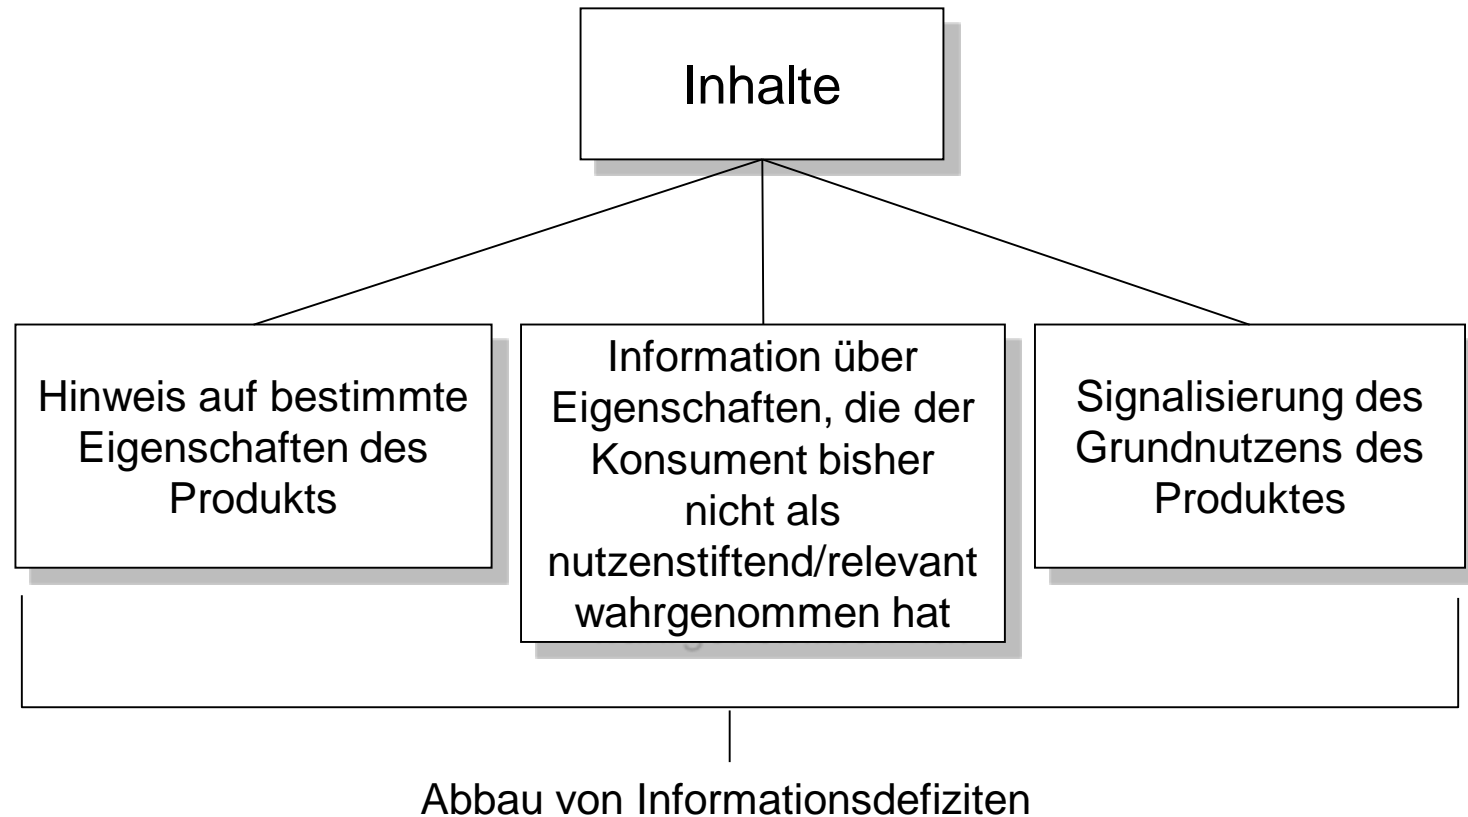 Inhalte
Hinweis auf bestimmte
Eigenschaften des
Produkts
Information über
Eigenschaften, die der
Konsument bisher
nicht als
nutzenstiftend/relevant
wahrgenommen hat
Signalisierung des
Grundnutzens des
Produktes
Abbau von Informationsdefiziten